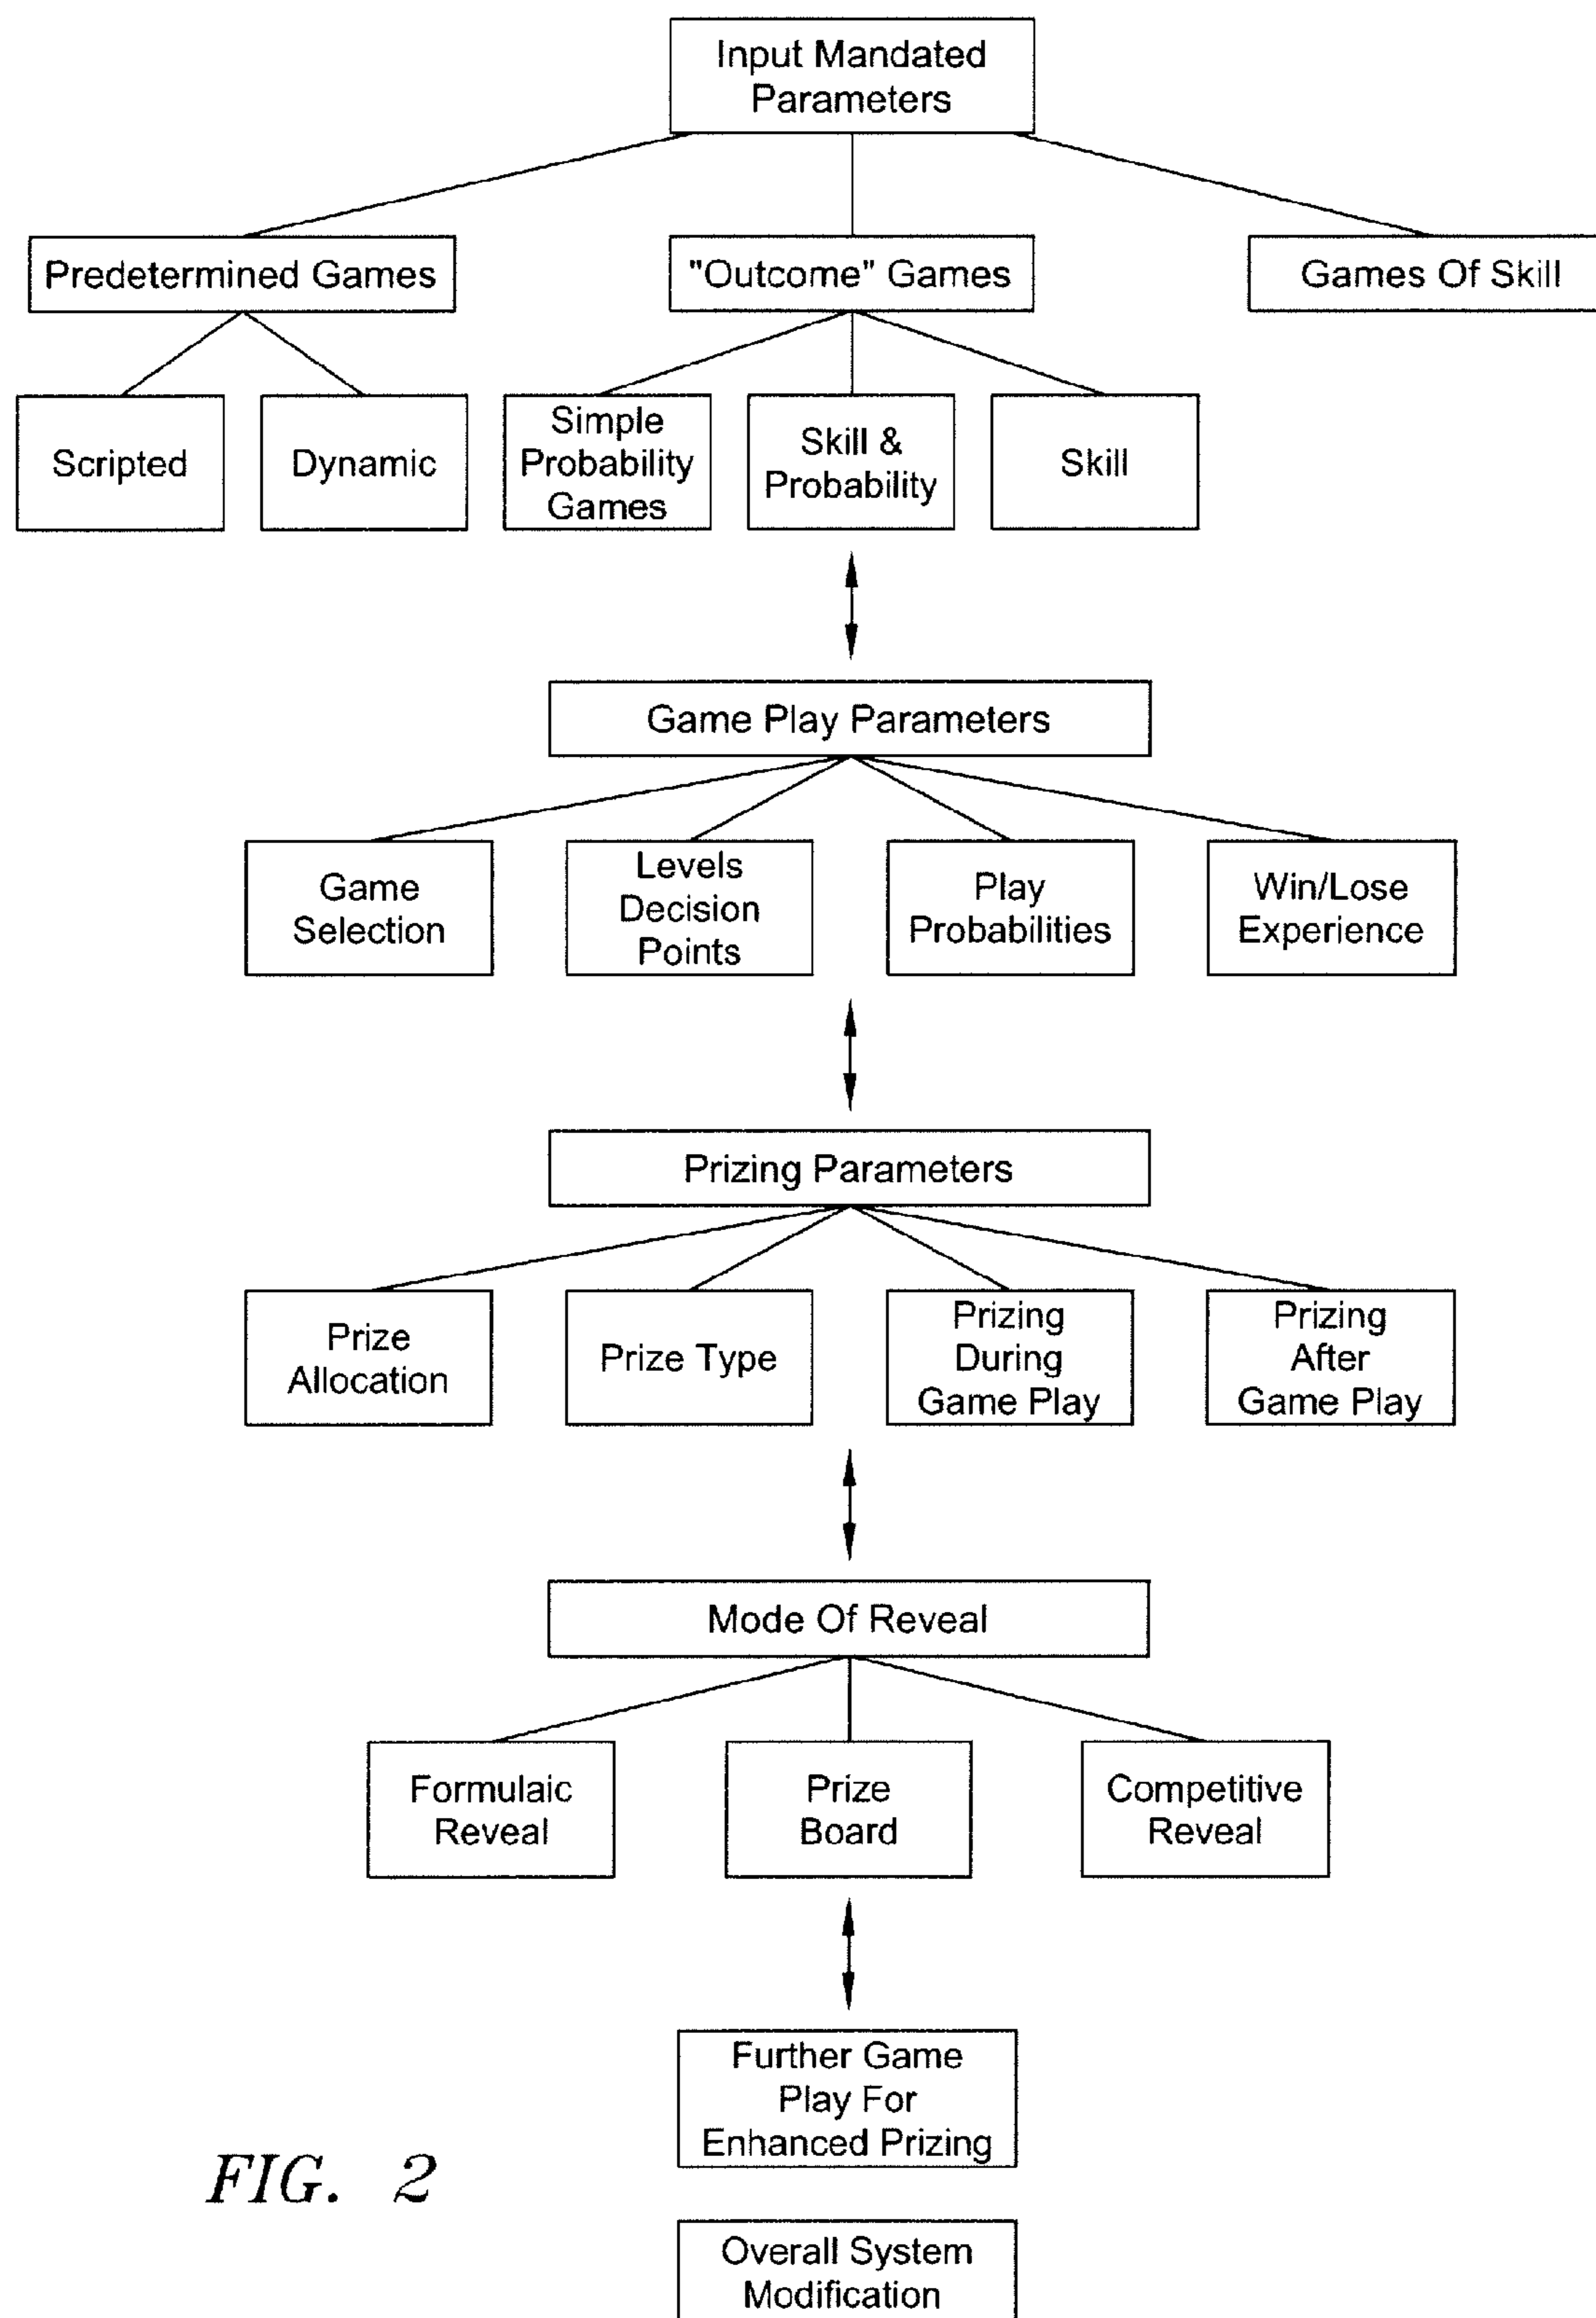 Input Mandated
Parameters
Predetermined Games
"Outcome" Games
Games Of Skill
Scripted
Dynamic
Simple
Probability
Games
Skill &
Probability
Skill
Game Play Parameters
Game
Selection
Levels
Decision
Points
Play
Probabilities
Win/Lose
Experience
Prizing Parameters
Prize
Allocation
Prize Type
Prizing
During
Game Play
Prizing
After
Game Play
Mode Of Reveal
Formulaic
Reveal
Prize
Board
Competitive
Reveal
Further Game
Play For
Enhanced Prizing
FIG. 2
Overall System
Modification